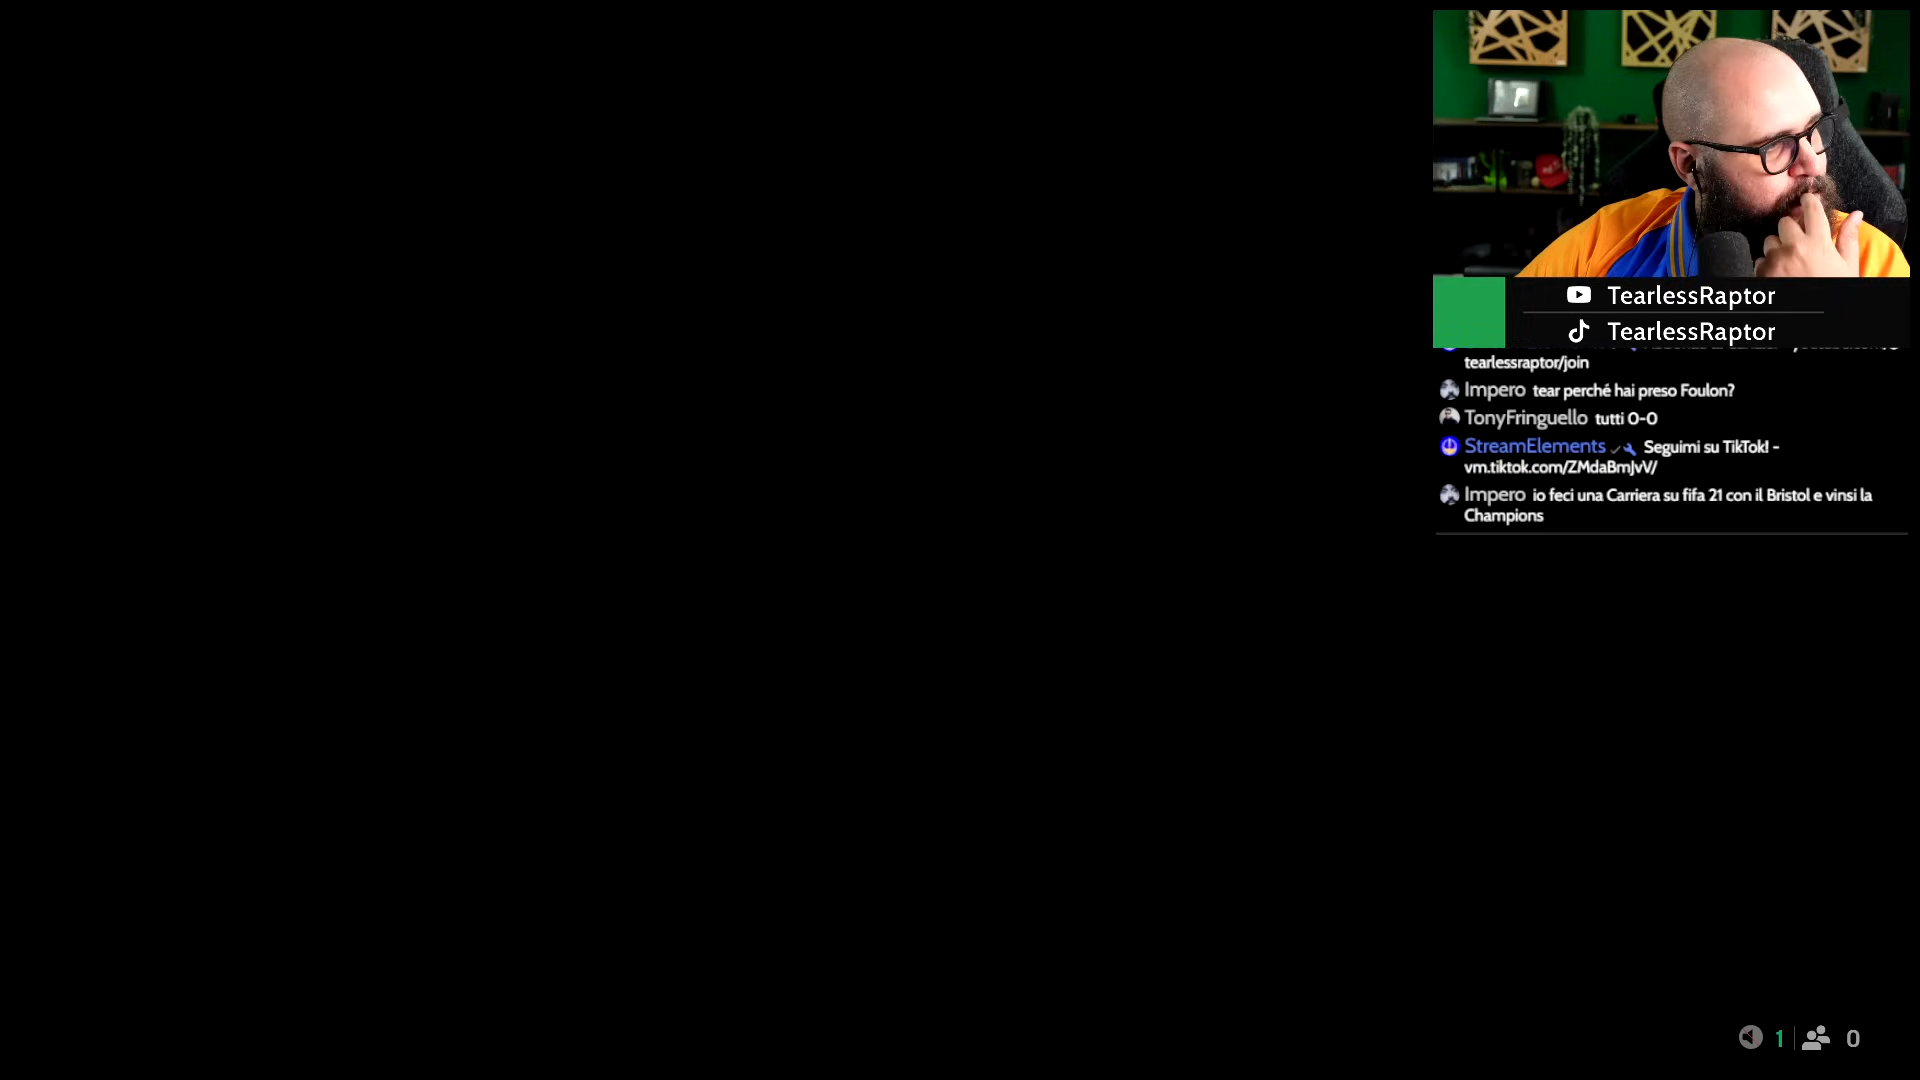 TearlessRaptor
TearlessRaptor
tearlessraptor/join
Impero tear perché hai preso Foulon?
TonyFringuello tutti 0-0
StreamElements Seguimi su TikTok! -
vm.tiktok.com/ZMdaBmJvV/
Impero io feci una Carriera su fifa 21 con il Bristol e vinsi la
Champions
1 0